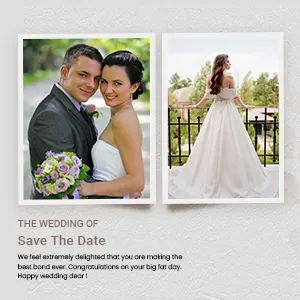 THE WEDDING OF
Save The Date
We feel extremely delighted that you are making the
best bond ever. Congratulations on your big fat day.
Happy wedding dear !